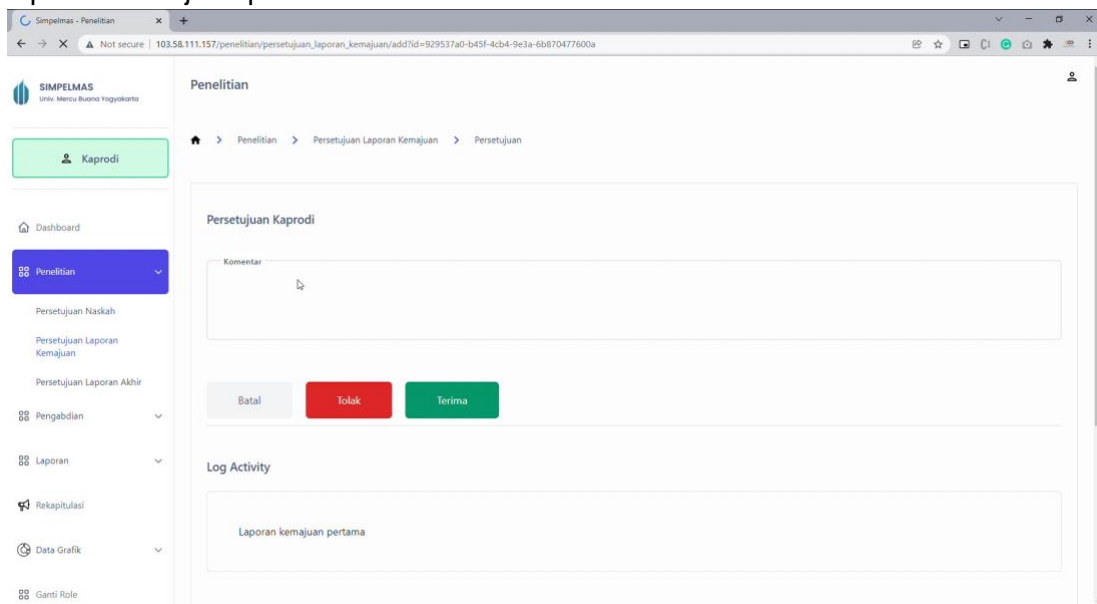 Simpelmas - Penelitian
Not secure | 103.58.111.157/penelitian/persetujuan_laporan_kemajuan/add?id=929537a0-b45f-4cb4-9e3a-6b870477600a
SIMPELMAS
Univ. Mercu Buana Yogyakarta
Kaprodi
Dashboard
Penelitian
Persetujuan Naskah
Persetujuan Laporan
Kemajuan
Persetujuan Laporan Akhir
Pengabdian
Laporan
Rekapitulasi
Data Grafik
Ganti Role
Penelitian
Penelitian > Persetujuan Laporan Kemajuan > Persetujuan
Persetujuan Kaprodi
Komentar
Batal Tolak Terima
Log Activity
Laporan kemajuan pertama